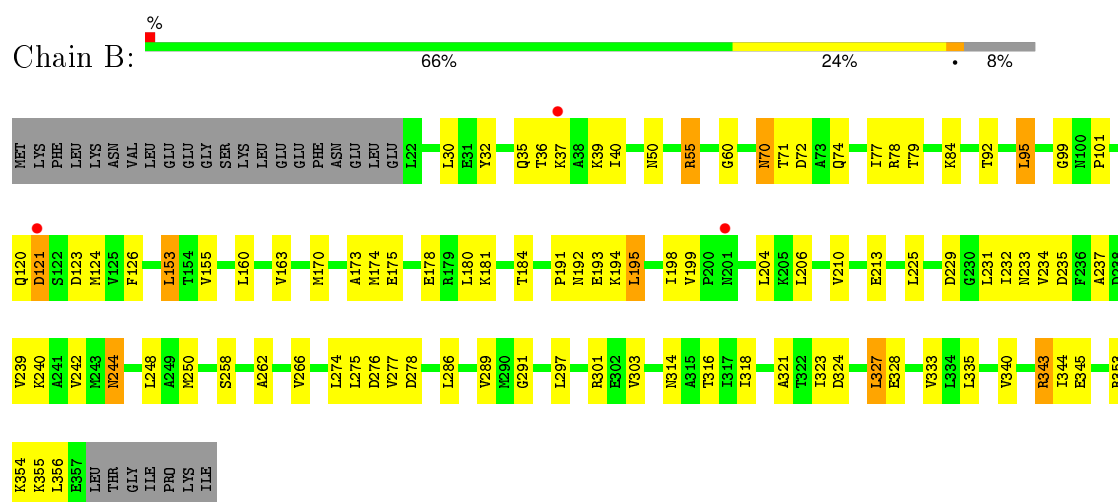 %
Chain B:
66% 24% • 8%
MET LYS PHE LEU LYS ASN VAL LEU GLU GLU GLY SER LYS LEU GLU GLU PHE ASN GLU LEU GLU L22 L30 E31 Y32 Q35 T36 K37 A38 K39 I40 N50 R55 G60 N70 T71 D72 A73 Q74 I77 R78 T79 K84 T92 L95 G99 N100 P101
Q120 D121 S122 D123 M124 V125 F126 L153 T154 V155 L160 V163 M170 A173 M174 E175 E178 R179 L180 K181 T184 P191 N192 E193 K194 L195 I198 V199 P200 N201 L204 K205 L206 V210 E213 L225 D229 G230 L231 I232 N233 V234 D235 F236 A237 D238
V239 K240 A241 V242 M243 N244 L248 A249 M250 S258 A262 V266 L274 L275 D276 V277 D278 L286 V289 M290 G291 L297 R301 E302 V303 N314 A315 T316 I317 I318 A321 T322 I323 D324 L327 E328 V333 L334 L335 V340 R343 I344 E345
K354 K355 L356 E357 LEU THR GLY ILE PRO LYS ILE